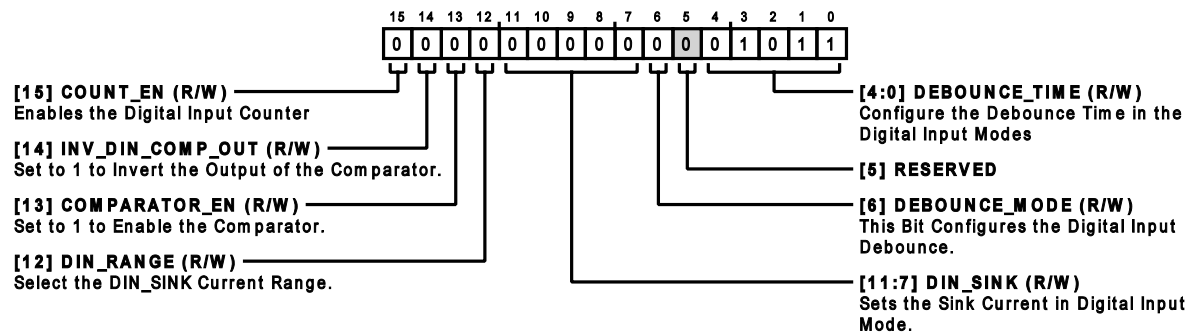 15 14 13 12 11 10 9 8 7 6 5 4 3 2 1 0
0 0 0 0 0 0 0 0 0 0 0 0 1 0 1 1
[15] COUNT_EN (R/W)
Enables the Digital Input Counter
[14] INV_DIN_COMP_OUT (R/W)
Set to 1 to Invert the Output of the Comparator.
[13] COMPARATOR_EN (R/W)
Set to 1 to Enable the Comparator.
[12] DIN_RANGE (R/W)
Select the DIN_SINK Current Range.
[4:0] DEBOUNCE_TIME (R/W)
Configure the Debounce Time in the
Digital Input Modes
[5] RESERVED
[6] DEBOUNCE_MODE (R/W)
This Bit Configures the Digital Input
Debounce.
[11:7] DIN_SINK (R/W)
Sets the Sink Current in Digital Input
Mode.